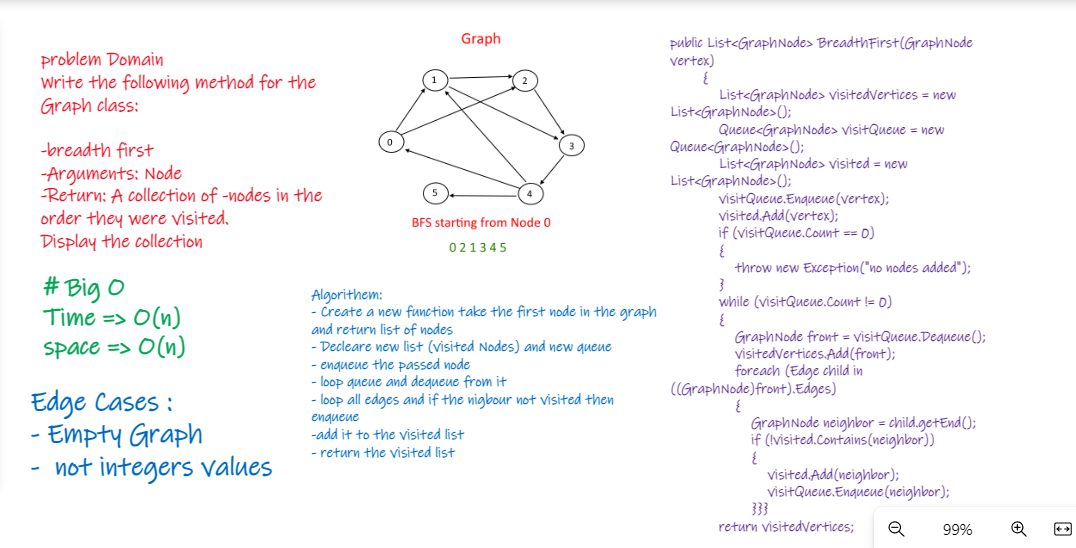 problem Domain
Write the following method for the
Graph class:
-breadth first
-Arguments: Node
-Return: A collection of -nodes in the
order they were visited.
Display the collection
# Big O
Time => O(n)
space => O(n)
Edge Cases :
- Empty Graph
- not integers values
Graph
1
2
0
3
5
4
BFS starting from Node 0
0 2 1 3 4 5
Algorithem:
- Create a new function take the first node in the graph
and return list of nodes
- Decleare new list (visited Nodes) and new queue
- enqueue the passed node
- loop queue and dequeue from it
- loop all edges and if the nigbour not visited then
enqueue
-add it to the visited list
- return the visited list
public List<GraphNode> BreadthFirst(GraphNode
vertex)
{
List<GraphNode> visitedVertices = new
List<GraphNode>();
Queue<GraphNode> visitQueue = new
Queue<GraphNode>();
List<GraphNode> visited = new
List<GraphNode>();
visitQueue.Enqueue(vertex);
visited.Add(vertex);
if (visitQueue.Count == 0)
{
throw new Exception("no nodes added");
}
while (visitQueue.Count != 0)
{
GraphNode front = visitQueue.Dequeue();
visitedVertices.Add(front);
foreach (Edge child in
((GraphNode)front).Edges)
{
GraphNode neighbor = child.getEnd();
if (!visited.Contains(neighbor))
{
visited.Add(neighbor);
visitQueue.Enqueue(neighbor);
}}}
return visitedVertices;
99%